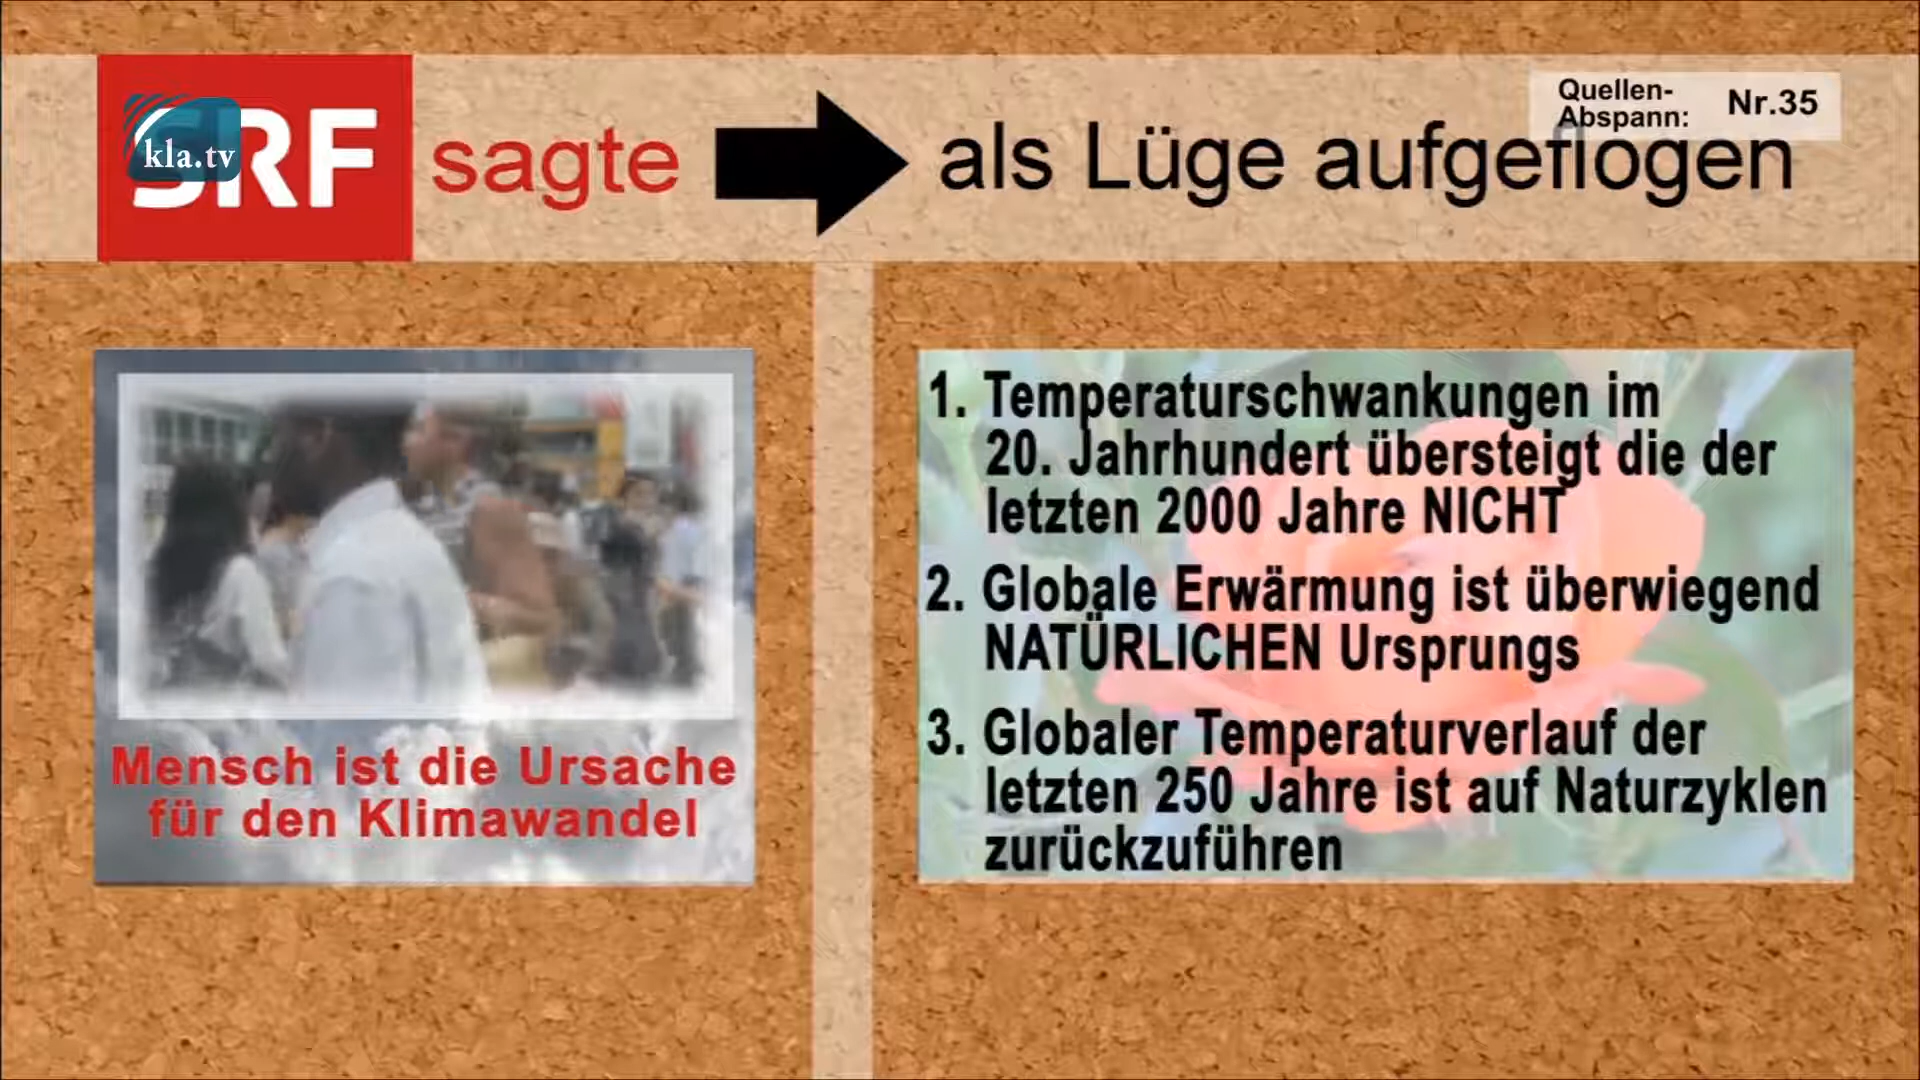 SRF
kla.tv
sagte
als Lüge aufgeflogen
Quellen-
Abspann:
Nr.35
Mensch ist die Ursache
für den Klimawandel
1. Temperaturschwankungen im
20. Jahrhundert übersteigt die der
letzten 2000 Jahre NICHT
2. Globale Erwärmung ist überwiegend
NATÜRLICHEN Ursprungs
3. Globaler Temperaturverlauf der
letzten 250 Jahre ist auf Naturzyklen
zurückzuführen